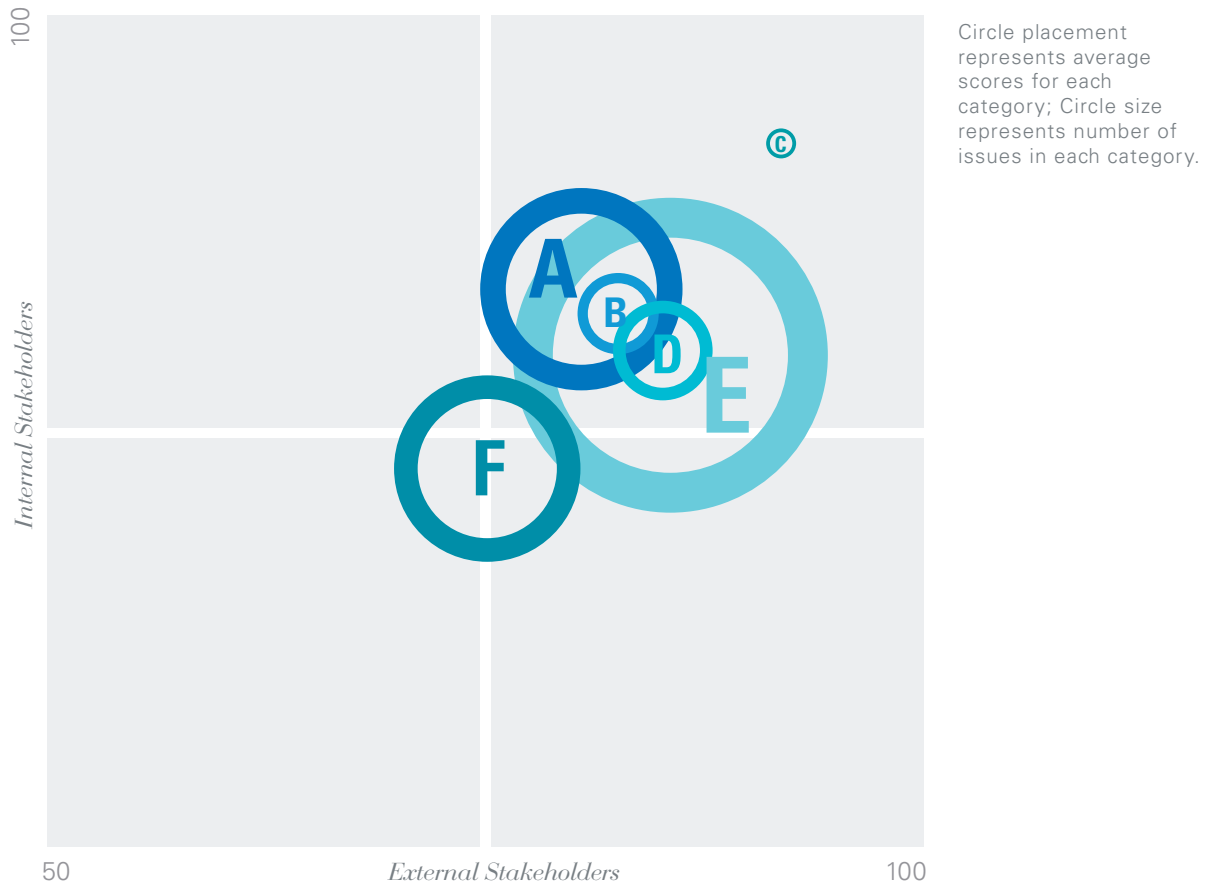 100
Circle placement
represents average
scores for each
category; Circle size
represents number of
issues in each category.
C
A
B
D
E
F
Internal Stakeholders
50
External Stakeholders
100